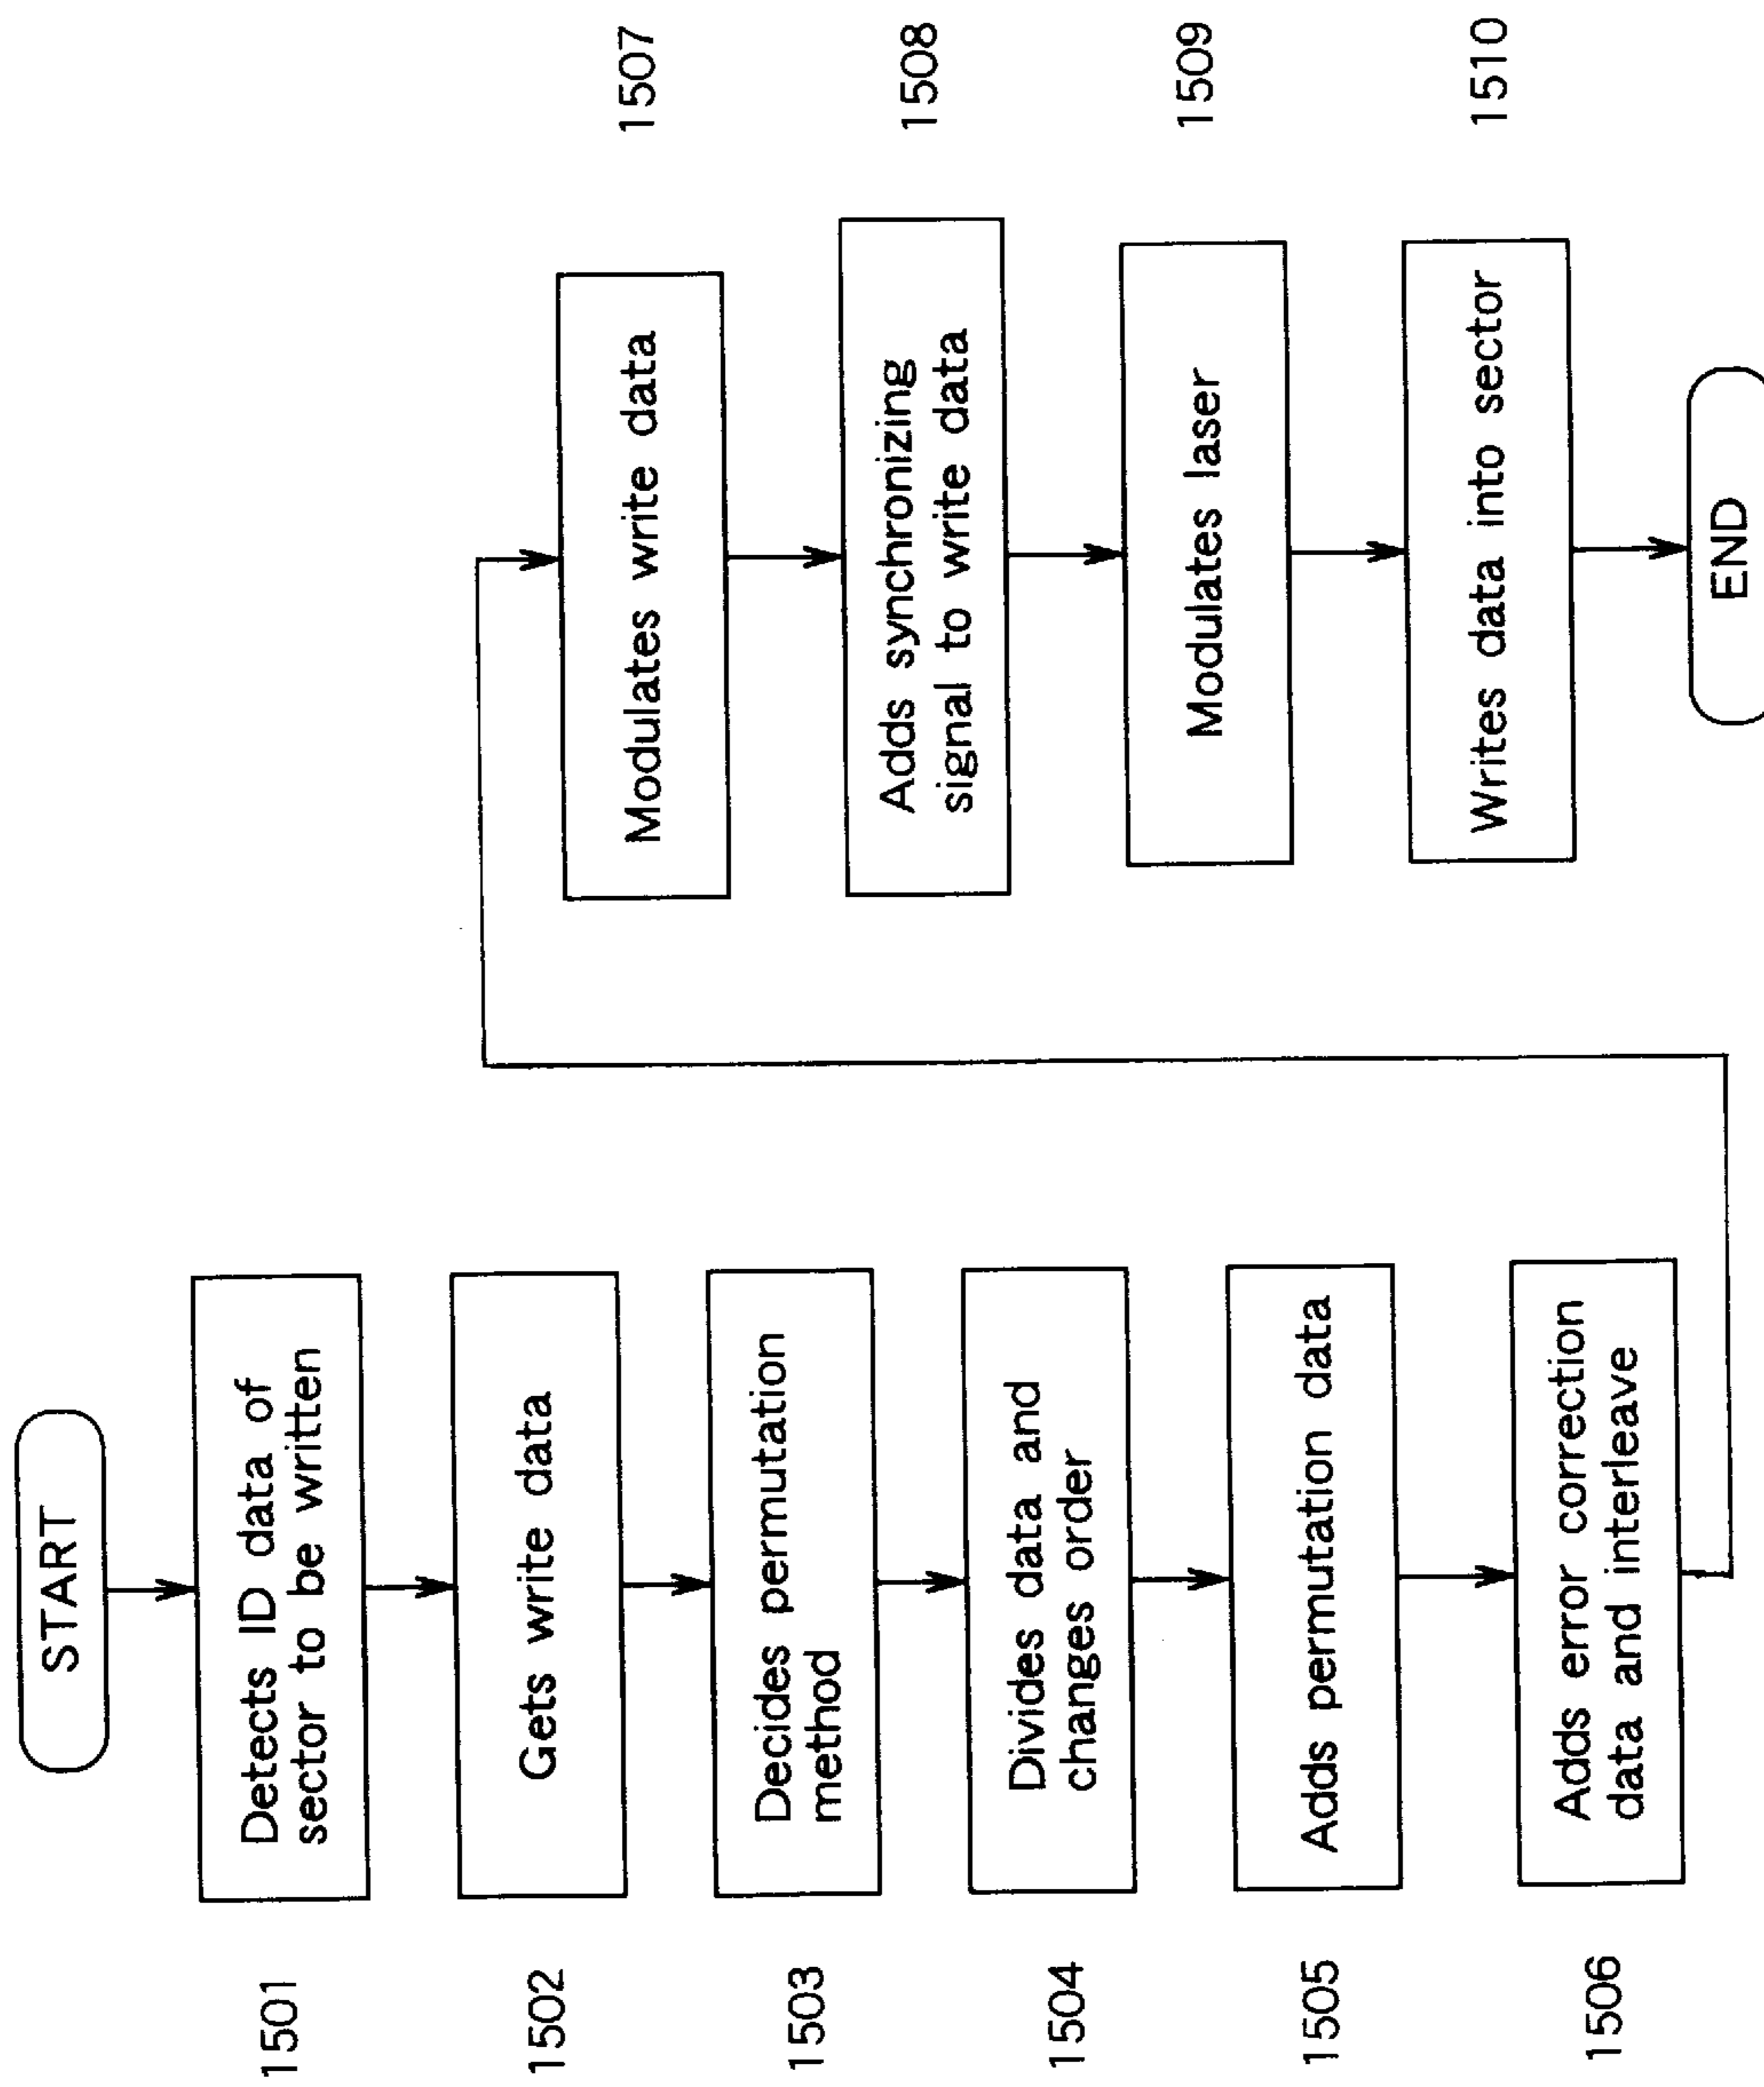 START
1501
Detects ID data of
sector to be written
1502
Gets write data
1503
Decides permutation
method
1504
Divides data and
changes order
1505
Adds permutation data
1506
Adds error correction
data and interleave
1507
Modulates write data
1508
Adds synchronizing
signal to write data
1509
Modulates laser
1510
Writes data into sector
END